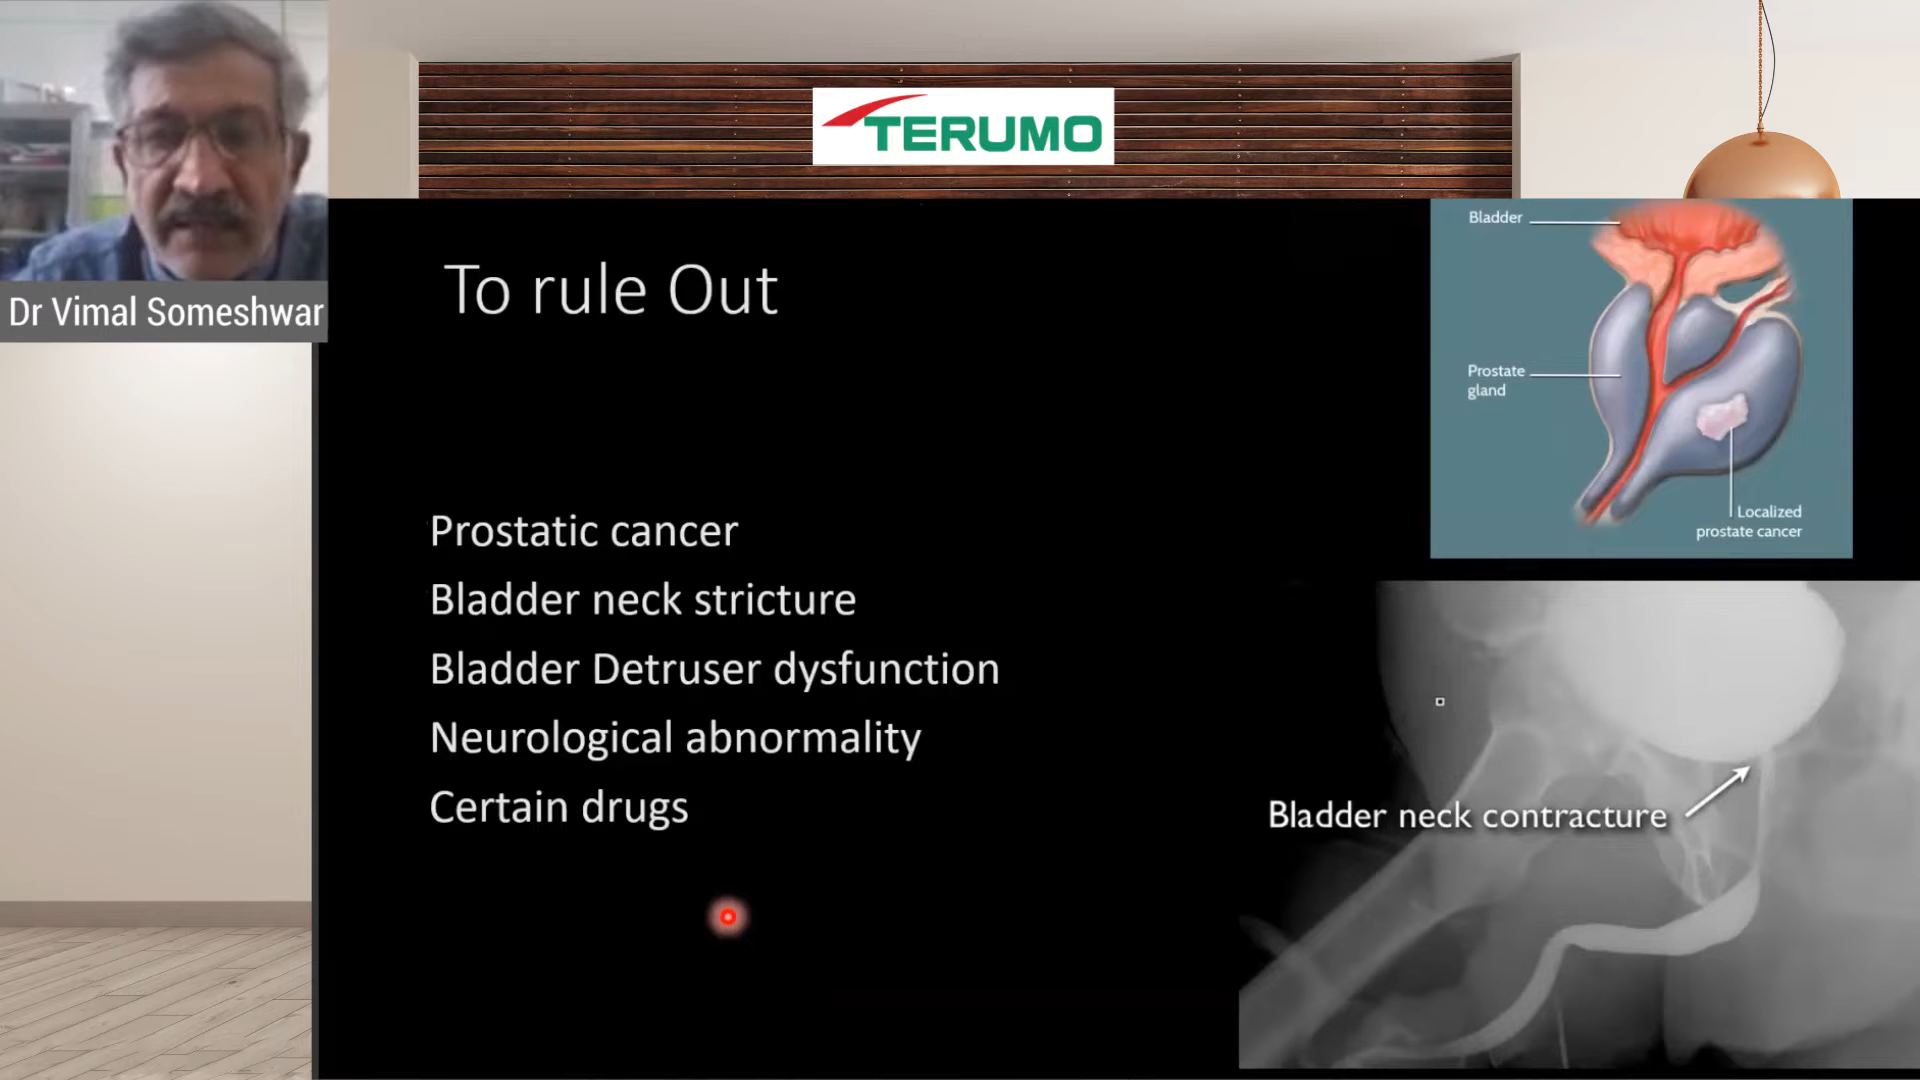 TERUMO
Dr Vimal Someshwar
To rule Out
Prostatic cancer
Bladder neck stricture
Bladder Detruser dysfunction
Neurological abnormality
Certain drugs
Bladder
Prostate
gland
Localized
prostate cancer
Bladder neck contracture